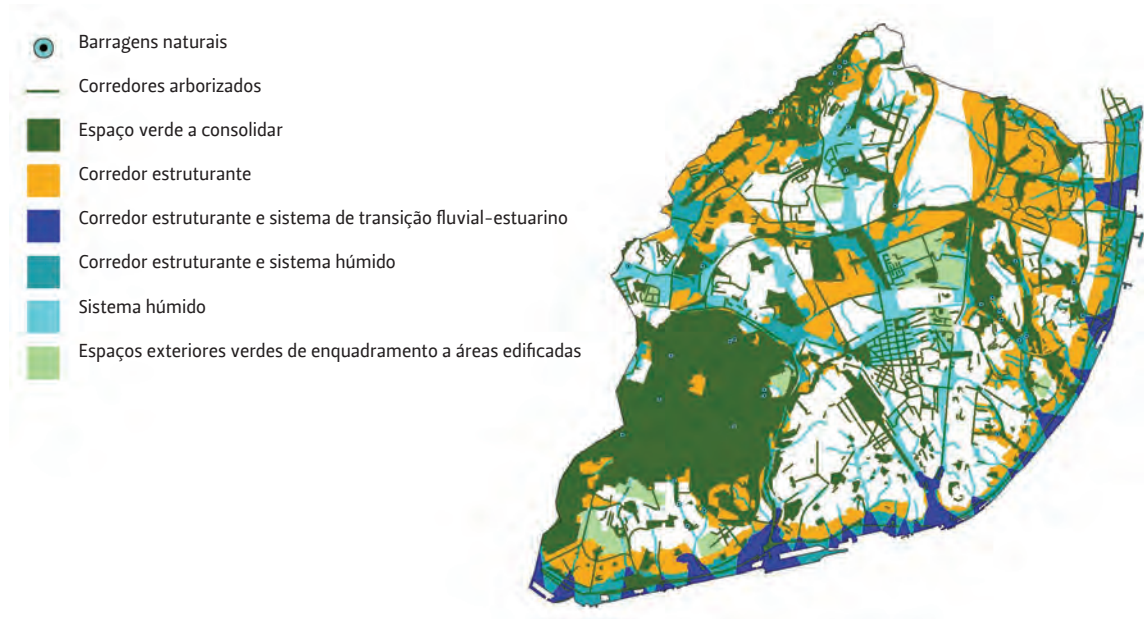 Barragens naturais
Corredores arborizados
Espaço verde a consolidar
Corredor estruturante
Corredor estruturante e sistema de transição fluvial-estuarino
Corredor estruturante e sistema húmido
Sistema húmido
Espaços exteriores verdes de enquadramento a áreas edificadas